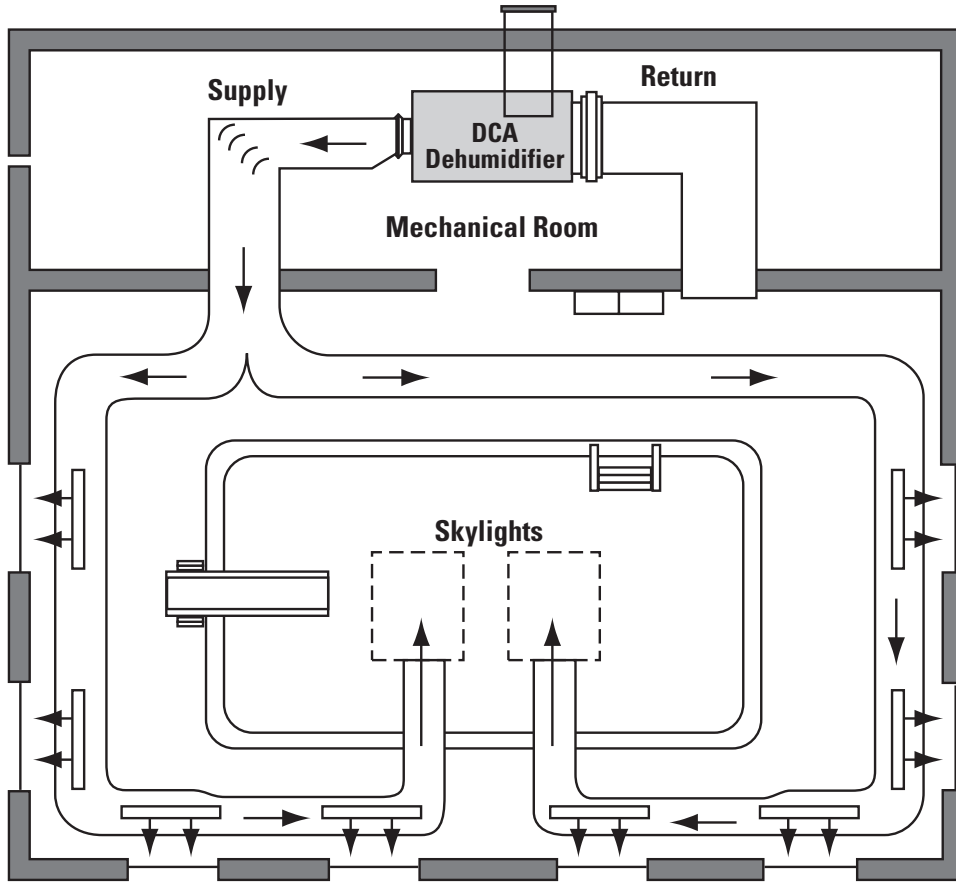 Supply
Return
DCA
Dehumidifier
Mechanical Room
Skylights